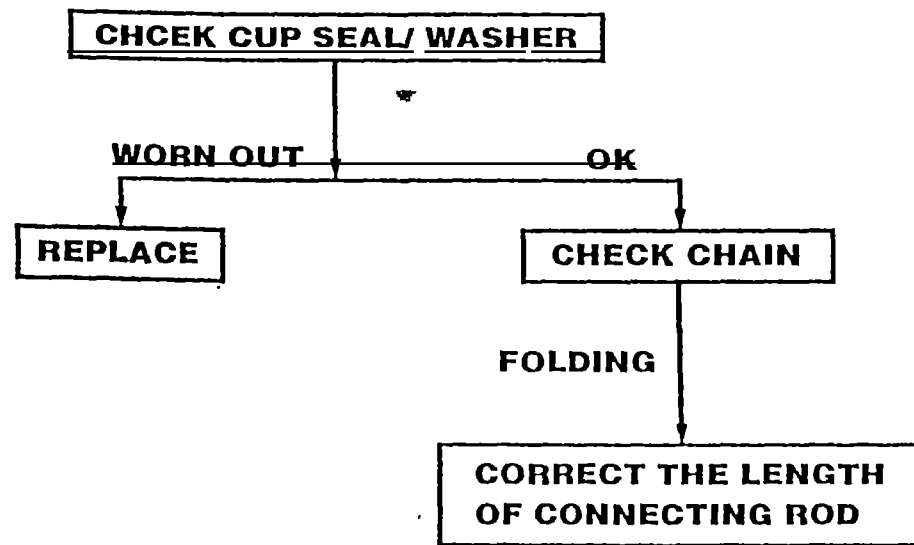 CHCEK CUP SEAL/ WASHER
WORN OUT
OK
REPLACE
CHECK CHAIN
FOLDING
CORRECT THE LENGTH
OF CONNECTING ROD